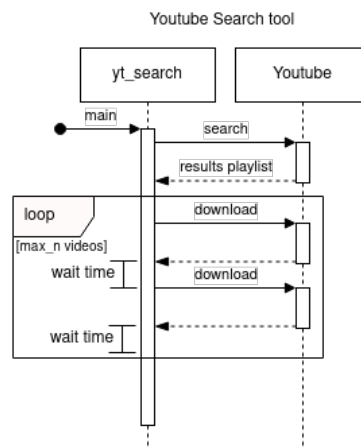 Youtube Search tool
yt_search
Youtube
main
search
results playlist
loop
download
[max_n videos]
wait time
download
wait time